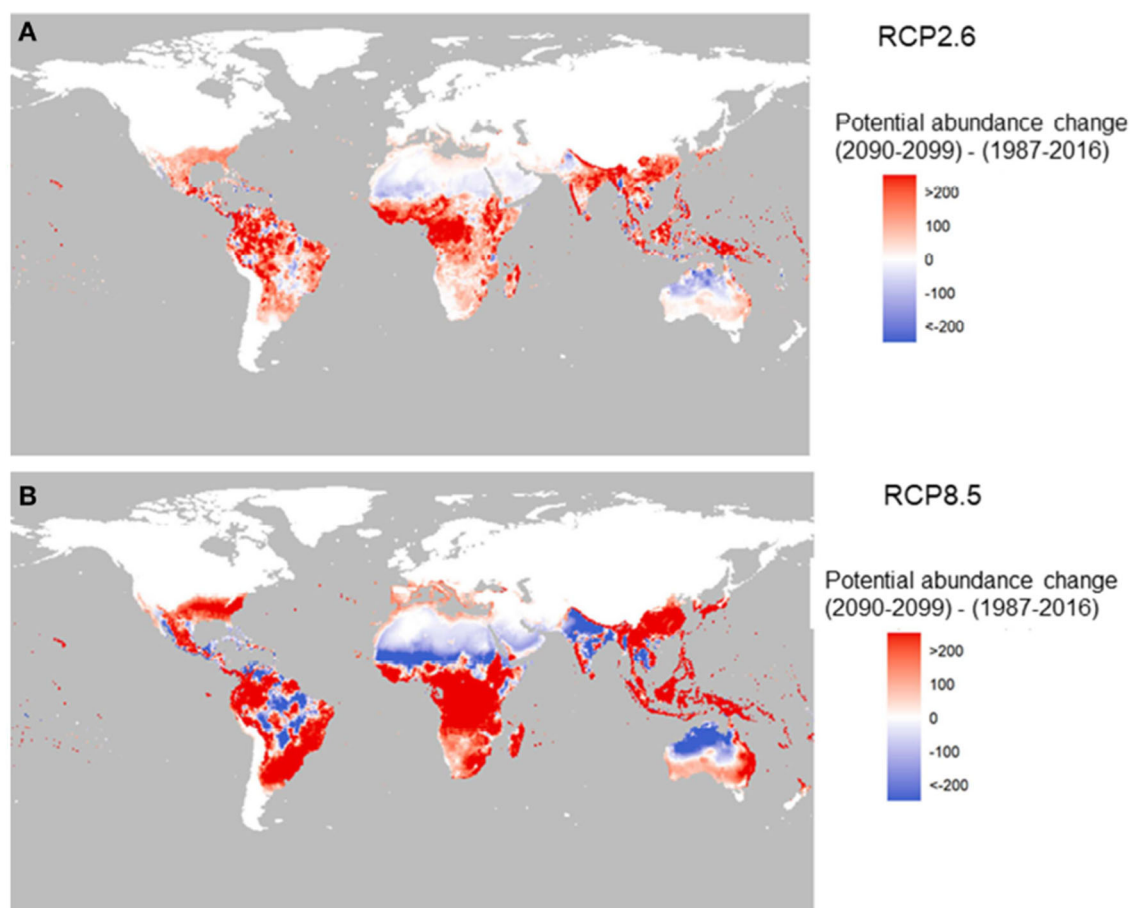 A
RCP2.6
Potential abundance change
(2090-2099) - (1987-2016)
>200
100
0
-100
<-200
B
RCP8.5
Potential abundance change
(2090-2099) - (1987-2016)
>200
100
0
-100
<-200